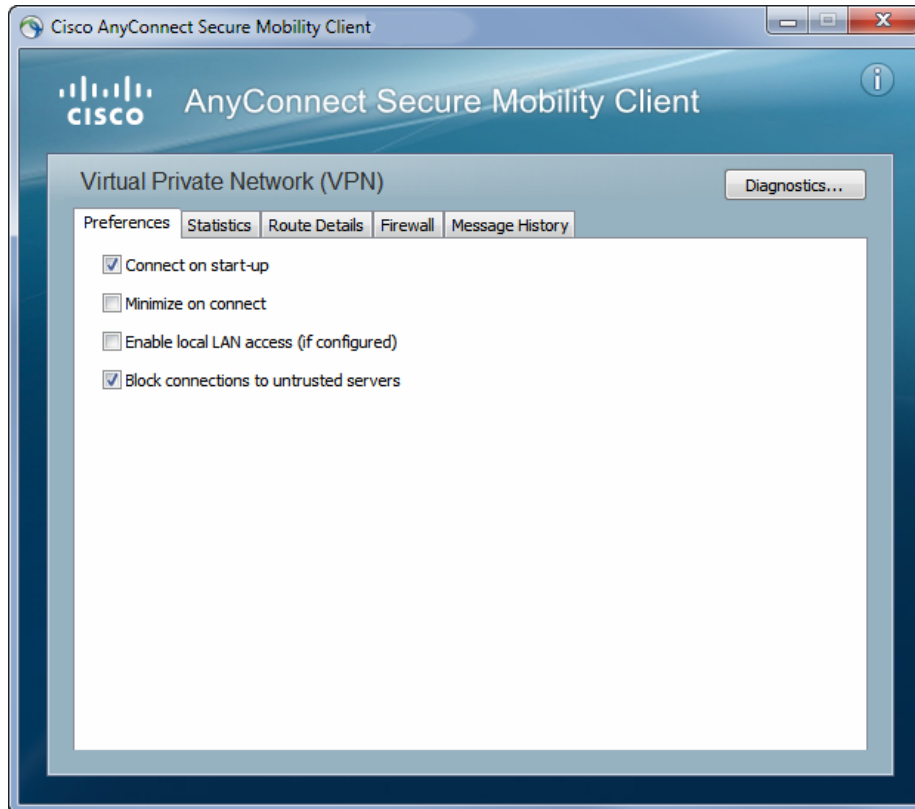 Cisco AnyConnect Secure Mobility Client
CISCO AnyConnect Secure Mobility Client
Virtual Private Network (VPN)
Diagnostics...
Preferences Statistics Route Details Firewall Message History
Connect on start-up
Minimize on connect
Enable local LAN access (if configured)
Block connections to untrusted servers